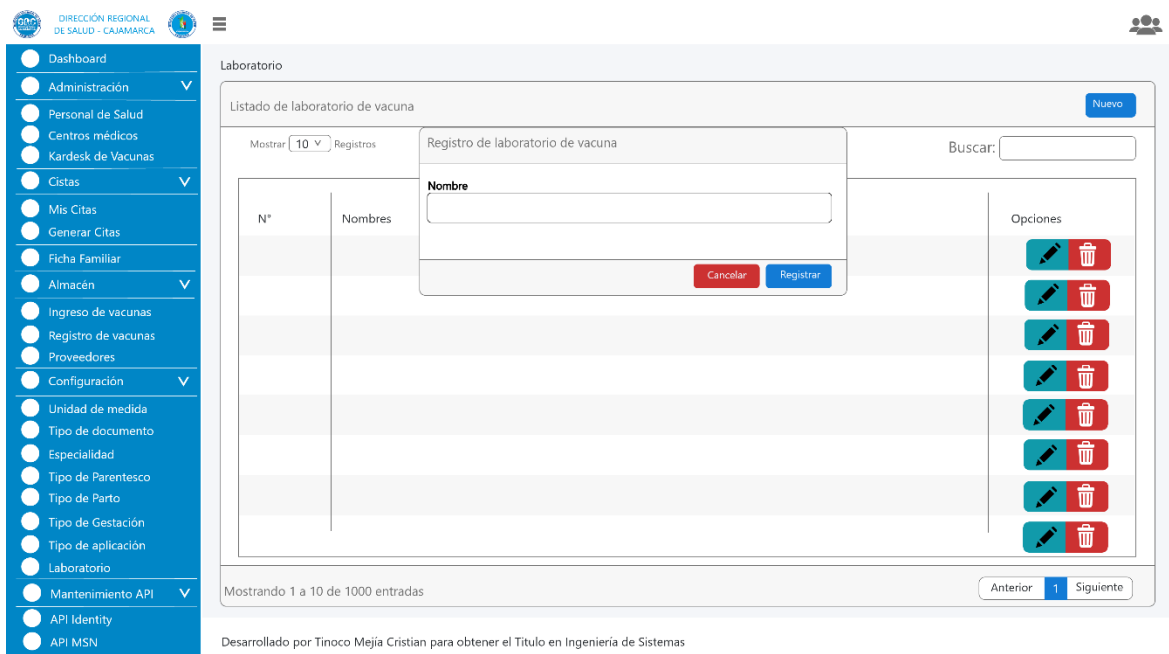 DIRECCIÓN REGIONAL
DE SALUD - CAJAMARCA
Dashboard
Administración
Personal de Salud
Centros médicos
Kardesk de Vacunas
Cistas
Mis Citas
Generar Citas
Ficha Familiar
Almacén
Ingreso de vacunas
Registro de vacunas
Proveedores
Configuración
Unidad de medida
Tipo de documento
Especialidad
Tipo de Parentesco
Tipo de Parto
Tipo de Gestación
Tipo de aplicación
Laboratorio
Mantenimiento API
API Identity
API MSN
Laboratorio
Listado de laboratorio de vacuna
Nuevo
Mostrar 10 Registros
Buscar:
Registro de laboratorio de vacuna
Nombre
Cancelar Registrar
N° Nombres Opciones
Mostrando 1 a 10 de 1000 entradas
Anterior 1 Siguiente
Desarrollado por Tinoco Mejía Cristian para obtener el Titulo en Ingeniería de Sistemas